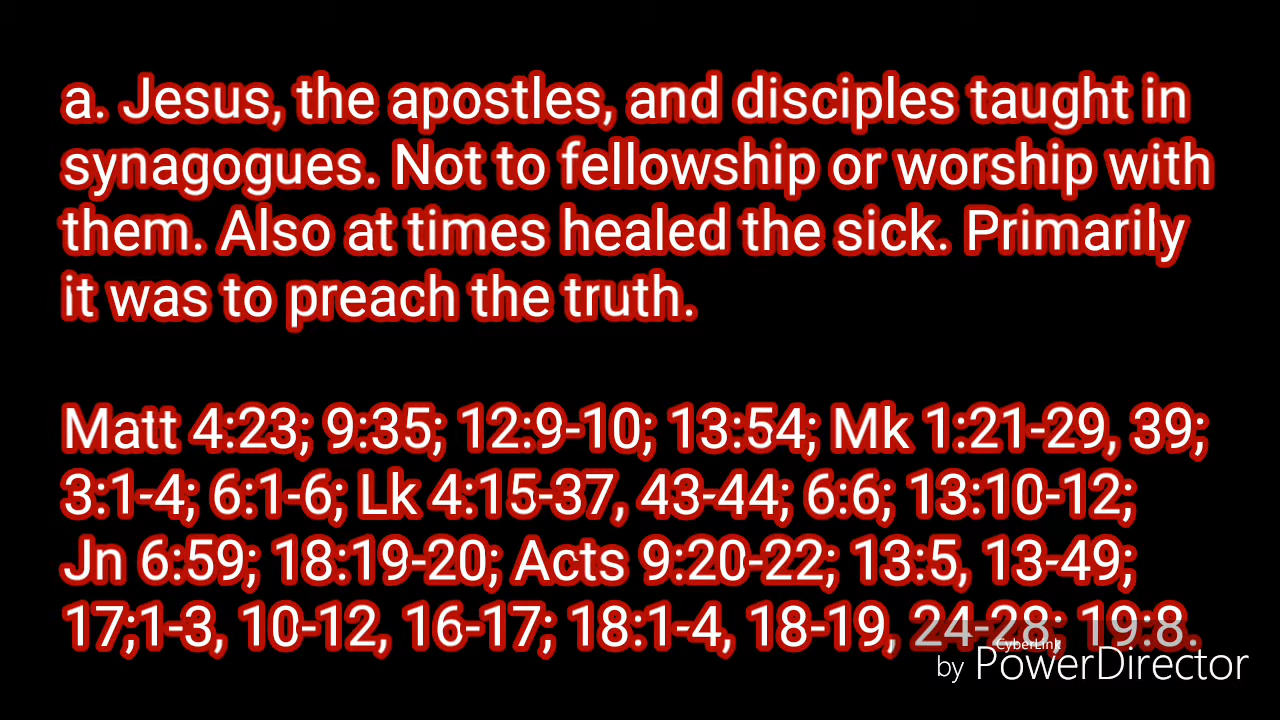 a. Jesus, the apostles, and disciples taught in
synagogues. Not to fellowship or worship with
them. Also at times healed the sick. Primarily
it was to preach the truth.
Matt 4:23; 9:35; 12:9-10; 13:54; Mk 1:21-29, 39;
3:1-4; 6:1-6; Lk 4:15-37, 43-44; 6:6; 13:10-12;
Jn 6:59; 18:19-20; Acts 9:20-22; 13:5, 13-49;
17;1-3, 10-12, 16-17; 18:1-4, 18-19, 24-28; 19:8.
CyberLink
by PowerDirector